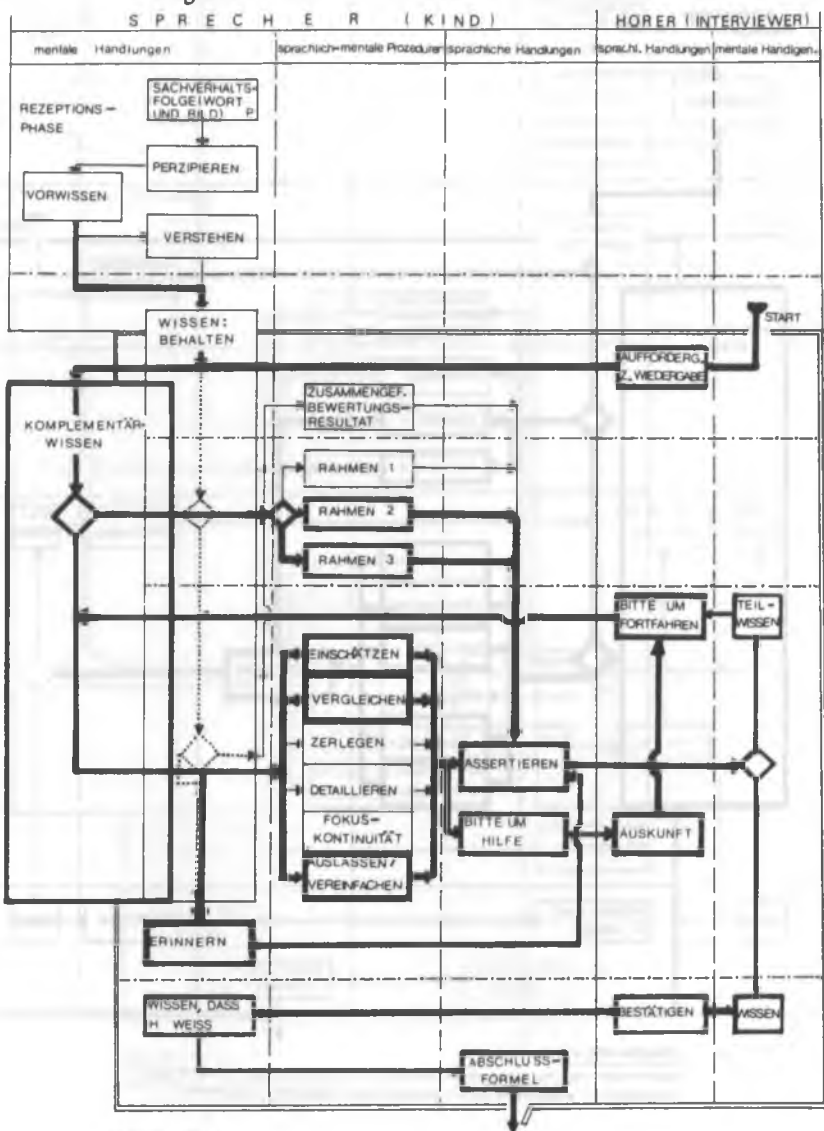 S P R E C H E R ( KIND )
HÖRER ( INTERVIEWER)
mentale Handlungen
sprachlich-mentale Prozeduren
sprachliche Handlungen
sprachl. Handlungen
mentale Handlgen.
REZEPTIONS-
PHASE
SACHVERHALTS-
FOLGE(WORT
UND BILD) P
PERZIPIEREN
VORWISSEN
VERSTEHEN
WISSEN:
BEHALTEN
START
AUFFORDERG.
Z. WIEDERGABE
KOMPLEMENTÄR-
WISSEN
ZUSAMMENGEF.
BEWERTUNGS-
RESULTAT
RAHMEN 1
RAHMEN 2
RAHMEN 3
BITTE UM
FORTFAHREN
TEIL-
WISSEN
EINSCHÄTZEN
VERGLEICHEN
ZERLEGEN
DETAILLIEREN
FOKUS-
KONTINUITÄT
AUSLASSEN/
VEREINFACHEN
ASSERTIEREN
BITTE UM
HILFE
AUSKUNFT
ERINNERN
WISSEN, DASS
H WEISS
BESTÄTIGEN
WISSEN
ABSCHLUSS-
FORMEL